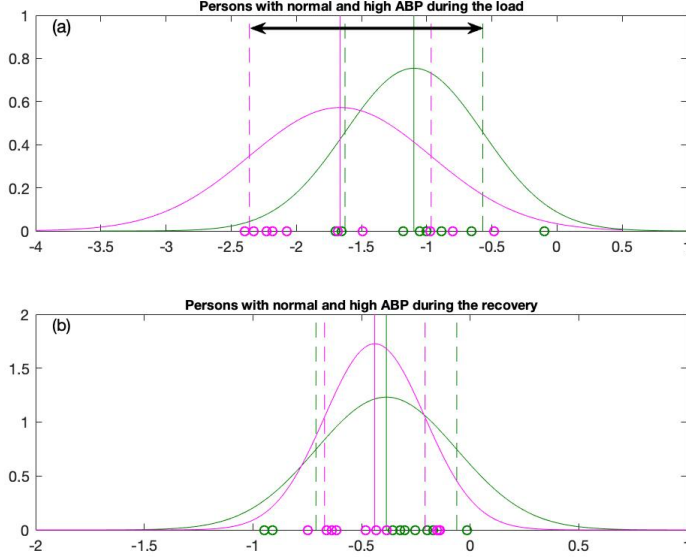 Persons with normal and high ABP during the load
(a)
1
0.8
0.6
0.4
0.2
0
-4 -3.5 -3 -2.5 -2 -1.5 -1 -0.5 0 0.5 1
Persons with normal and high ABP during the recovery
(b)
2
1.5
1
0.5
0
-2 -1.5 -1 -0.5 0 0.5 1